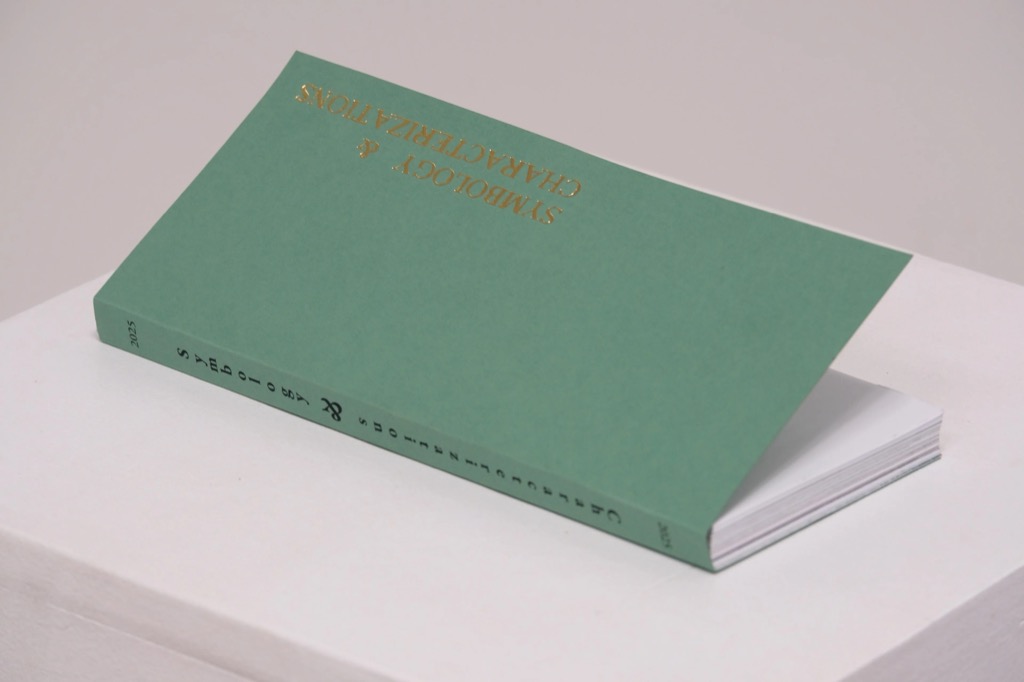 SYMBOLOGY &
CHARACTERIZATIONS
2025
Symbology & Characterizations
2025